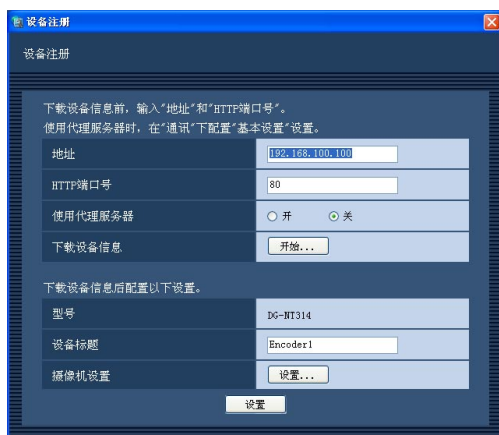 设备注册
设备注册
下载设备信息前，输入"地址"和"HTTP端口号"。
使用代理服务器时，在"通讯"下配置"基本设置"设置。
地址 192.168.100.100
HTTP端口号 80
使用代理服务器 开 关
下载设备信息 开始...
下载设备信息后配置以下设置。
型号 DG-NT314
设备标题 Encoder1
摄像机设置 设置...
设置